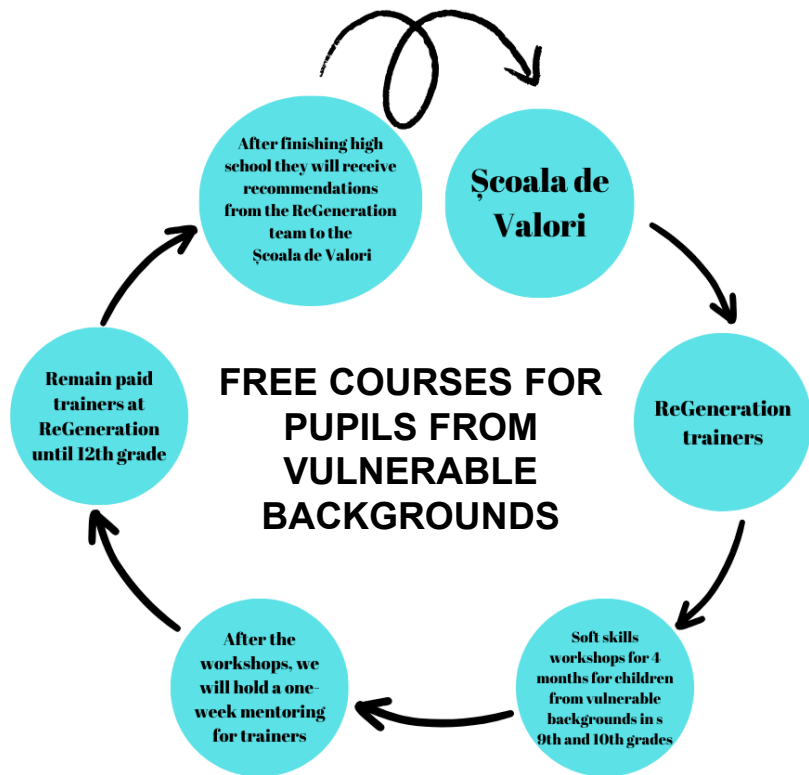 After finishing high
school they will receive
recommendations
from the ReGeneration
team to the
Școala de Valori
Școala de
Valori
ReGeneration
trainers
Soft skills
workshops for 4
months for children
from vulnerable
backgrounds in s
9th and 10th grades
After the
workshops, we
will hold a one-
week mentoring
for trainers
Remain paid
trainers at
ReGeneration
until 12th grade
FREE COURSES FOR
PUPILS FROM
VULNERABLE
BACKGROUNDS